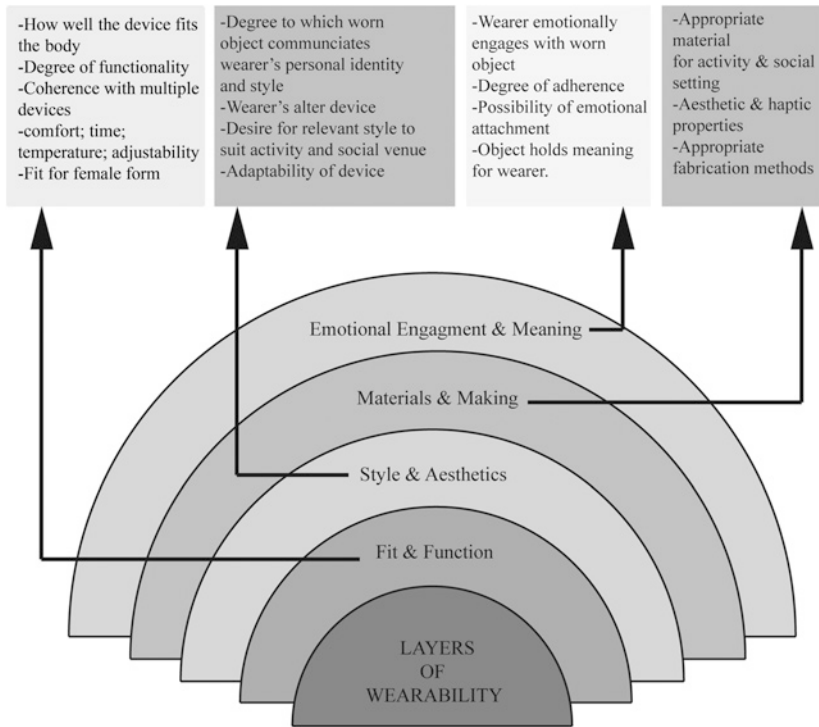 -How well the device fits
the body
-Degree of functionality
-Coherence with multiple
devices
-comfort; time;
temperature; adjustability
-Fit for female form
-Degree to which worn
object communciates
wearer's personal identity
and style
-Wearer's alter device
-Desire for relevant style to
suit activity and social venue
-Adaptability of device
-Wearer emotionally
engages with worn
object
-Degree of adherence
-Possibility of emotional
attachment
-Object holds meaning
for wearer.
-Appropriate
material
for activity & social
setting
-Aesthetic & haptic
properties
-Appropriate
fabrication methods
Emotional Engagment & Meaning
Materials & Making
Style & Aesthetics
Fit & Function
LAYERS
OF
WEARABILITY